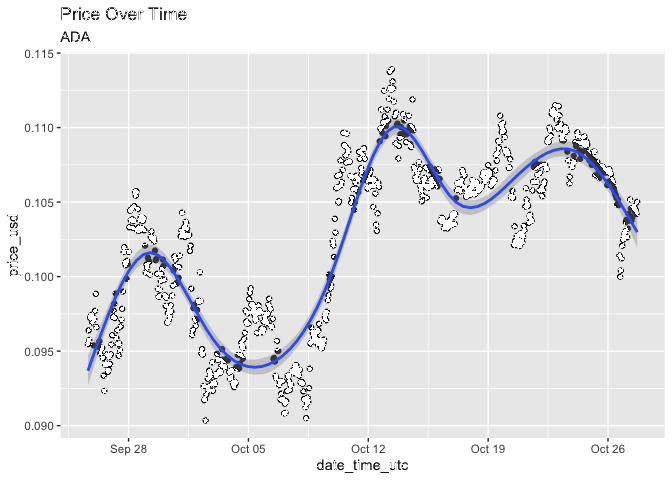 Price Over Time
ADA
0.115
0.110
0.105
0.100
0.095
0.090
price_usd
Sep 28
Oct 05
Oct 12
Oct 19
Oct 26
date_time_utc